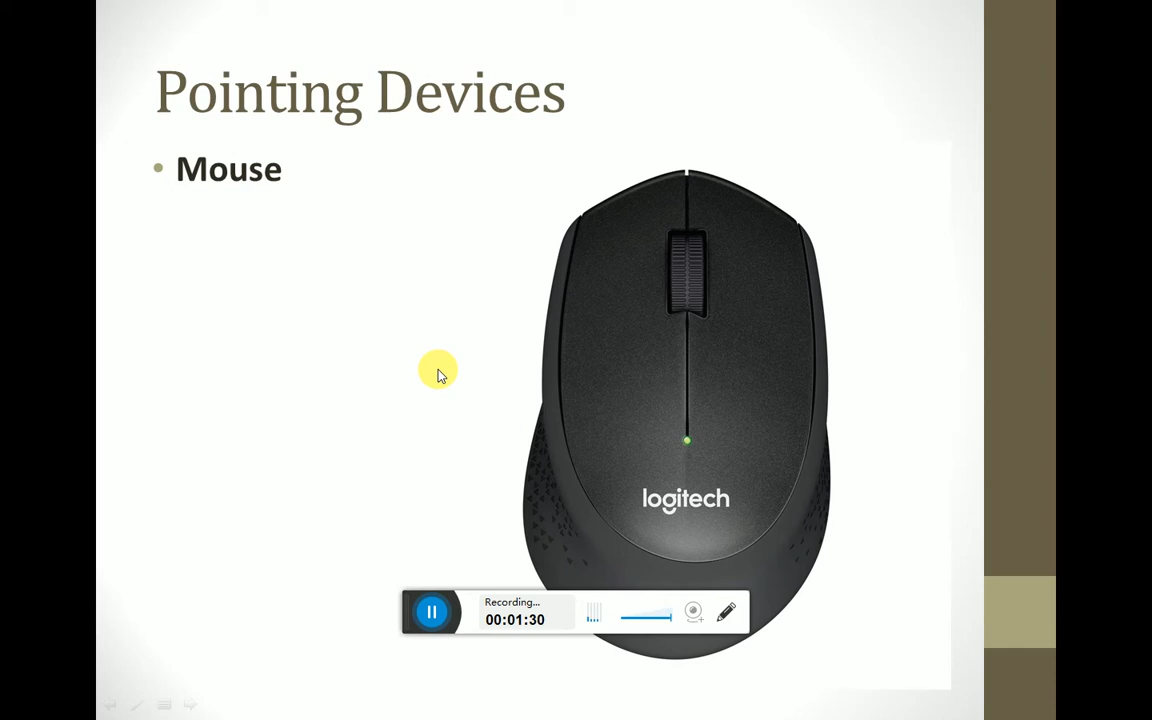 Pointing Devices
• Mouse
logitech
Recording...
00:01:30